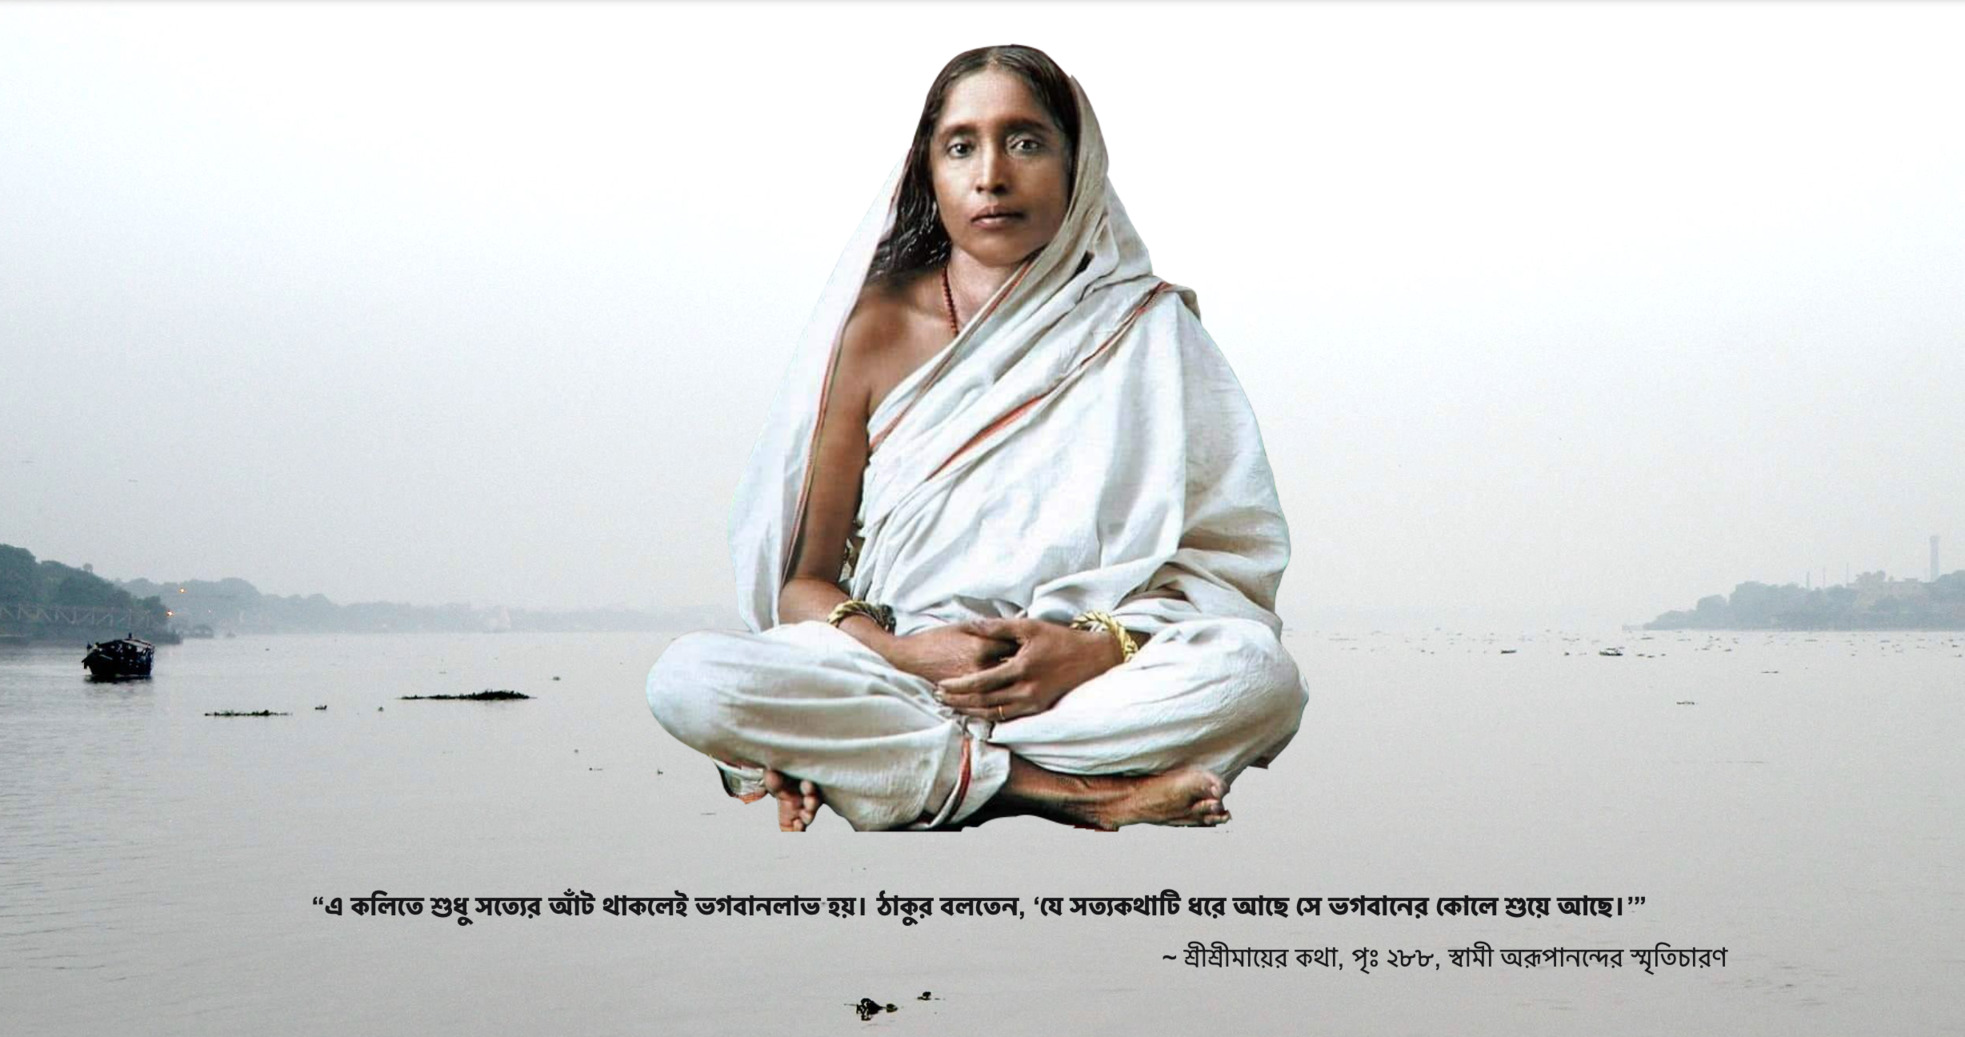 “এ কলিতে শুধু সত্যের আঁট থাকলেই ভগবানলাভ হয়। ঠাকুর বলতেন, ‘যে সত্যকথাটি ধরে আছে সে ভগবানের কোলে শুয়ে আছে।’”
~ শ্রীশ্রীমায়ের কথা, পৃঃ ২৮৮, স্বামী অরূপানন্দের স্মৃতিচারণ